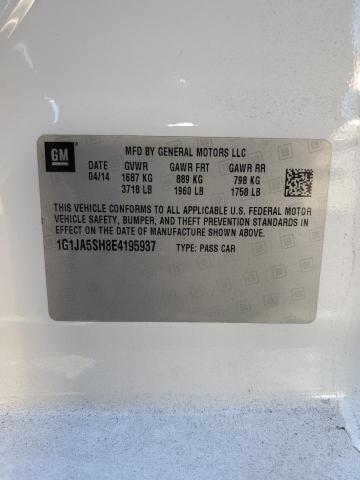 GM
MFD BY GENERAL MOTORS LLC
DATE GVWR GAWR FRT GAWR RR
04/14 1687 KG 889 KG 798 KG
3718 LB 1960 LB 1758 LB
THIS VEHICLE CONFORMS TO ALL APPLICABLE U.S. FEDERAL MOTOR
VEHICLE SAFETY, BUMPER, AND THEFT PREVENTION STANDARDS IN
EFFECT ON THE DATE OF MANUFACTURE SHOWN ABOVE.
1G1JA5SH8E4195937 TYPE: PASS CAR